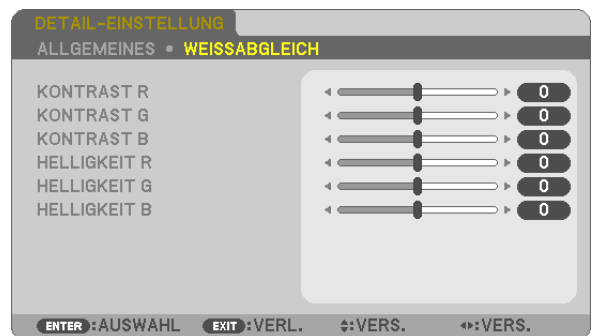 DETAIL-EINSTELLUNG
ALLGEMEINES • WEISSABGLEICH
KONTRAST R 0
KONTRAST G 0
KONTRAST B 0
HELLIGKEIT R 0
HELLIGKEIT G 0
HELLIGKEIT B 0
ENTER :AUSWAHL EXIT :VERL. :VERS. :VERS.